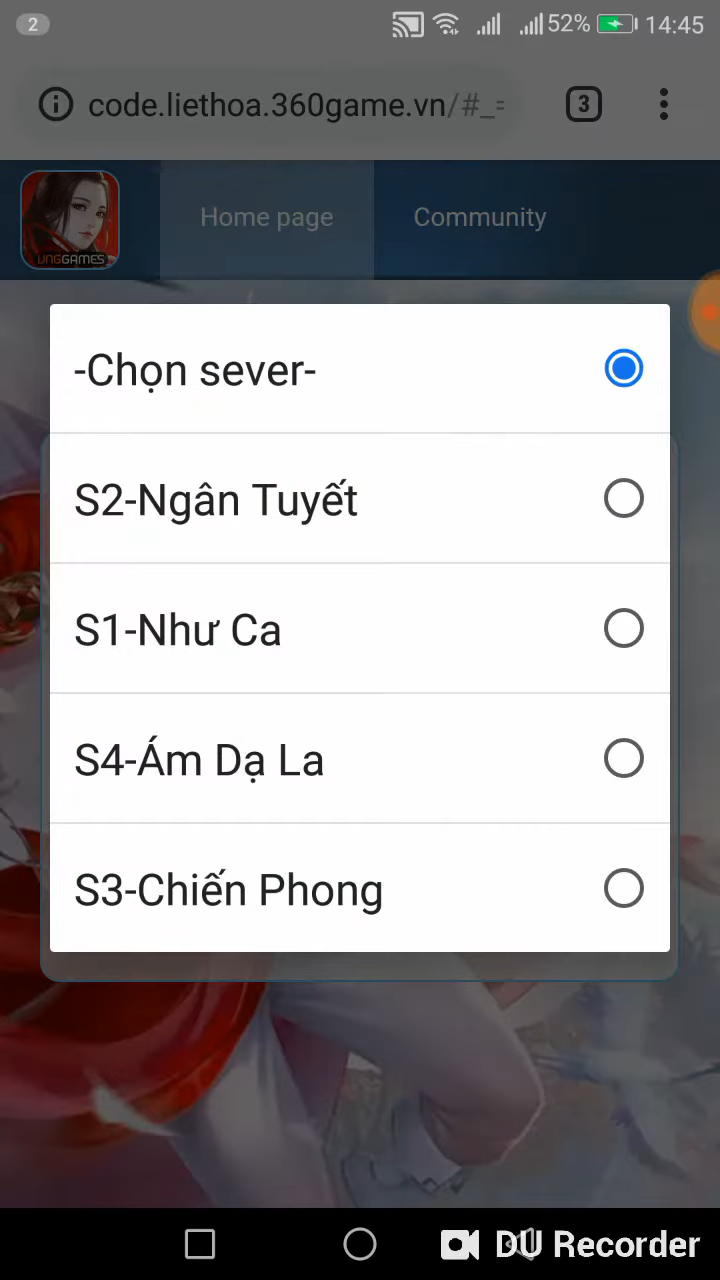 2
52%
14:45
code.liethoa.360game.vn/#_=
3
VNGGAMES
Home page
Community
-Chọn sever-
S2-Ngân Tuyết
S1-Như Ca
S4-Ám Dạ La
S3-Chiến Phong
DU Recorder